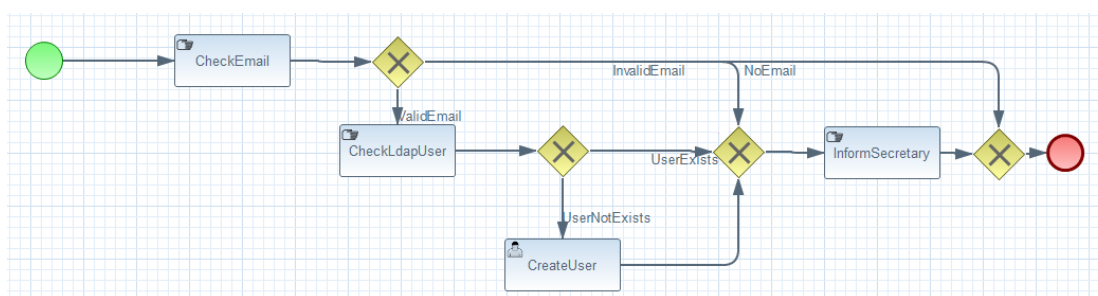 CheckEmail
InvalidEmail
NoEmail
ValidEmail
CheckLdapUser
UserExists
InformSecretary
UserNotExists
CreateUser